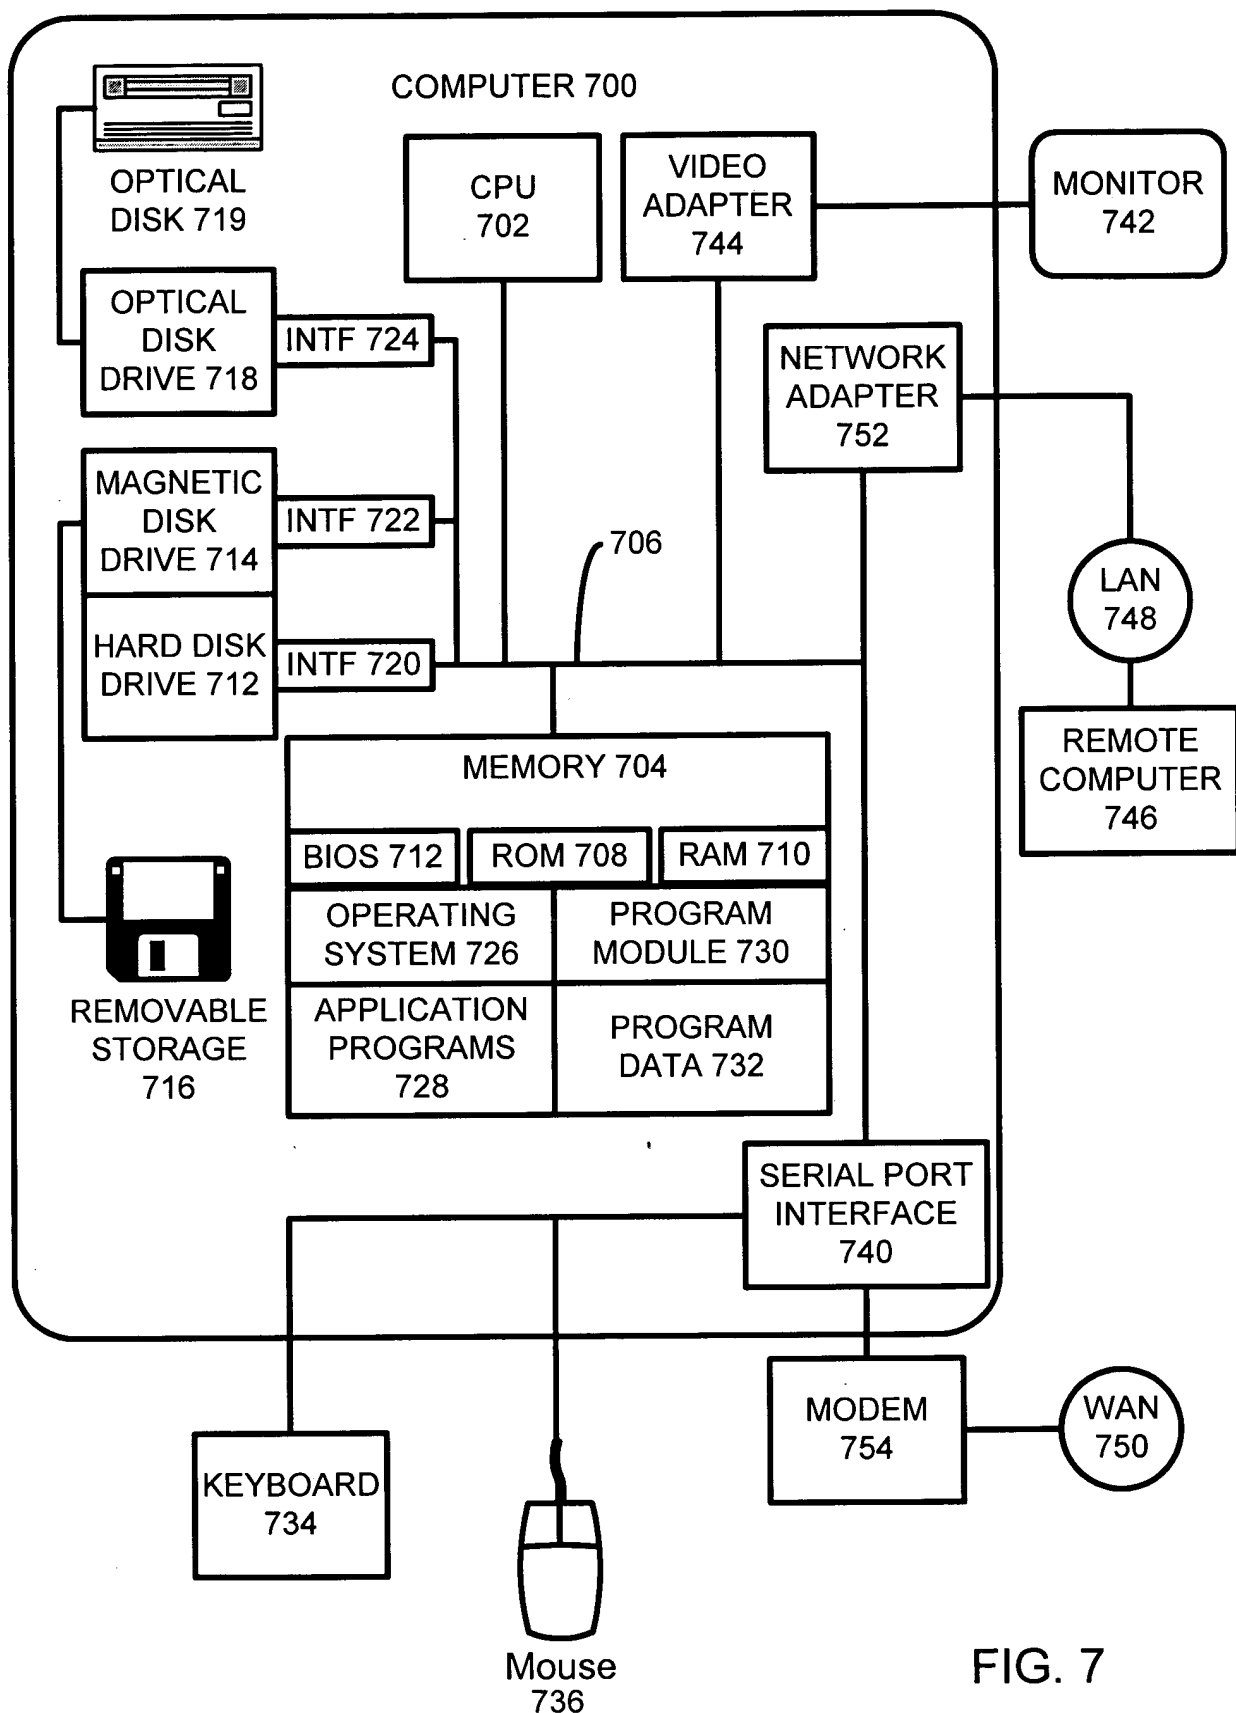 COMPUTER 700
OPTICAL
DISK 719
CPU
702
VIDEO
ADAPTER
744
MONITOR
742
OPTICAL
DISK
DRIVE 718
INTF 724
NETWORK
ADAPTER
752
MAGNETIC
DISK
DRIVE 714
INTF 722
706
LAN
748
HARD DISK
DRIVE 712
INTF 720
REMOTE
COMPUTER
746
MEMORY 704
BIOS 712
ROM 708
RAM 710
OPERATING
SYSTEM 726
PROGRAM
MODULE 730
APPLICATION
PROGRAMS
728
PROGRAM
DATA 732
REMOVABLE
STORAGE
716
SERIAL PORT
INTERFACE
740
MODEM
754
WAN
750
KEYBOARD
734
Mouse
736
FIG. 7